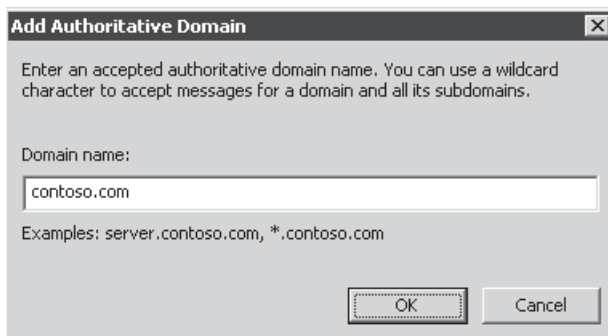 Add Authoritative Domain
Enter an accepted authoritative domain name. You can use a wildcard
character to accept messages for a domain and all its subdomains.
Domain name:
contoso.com
Examples: server.contoso.com, *.contoso.com
OK
Cancel